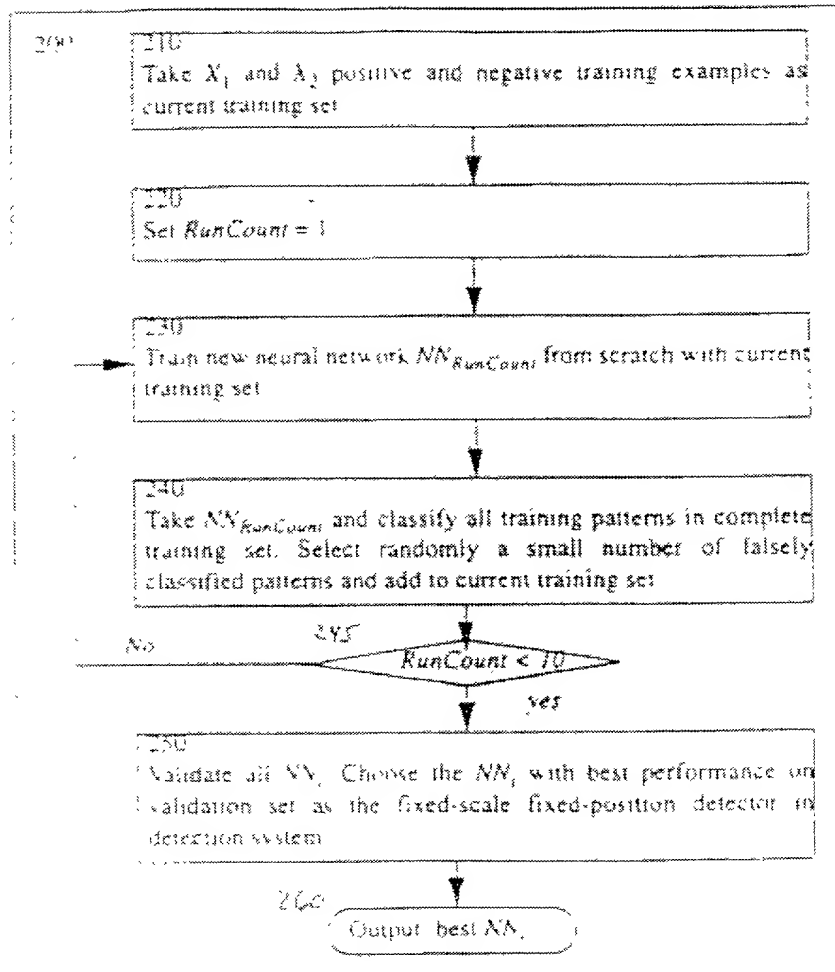 200
210
Take X₁ and X₂ positive and negative training examples as
current training set
220
Set RunCount = 1
230
Train new neural network NN_RunCount from scratch with current
training set
240
Take NN_RunCount and classify all training patterns in complete
training set. Select randomly a small number of falsely
classified patterns and add to current training set
245
No
RunCount < 10
yes
250
Validate all NNᵢ. Choose the NNᵢ with best performance on
validation set as the fixed-scale fixed-position detector in
detection system
260
Output best NNᵢ